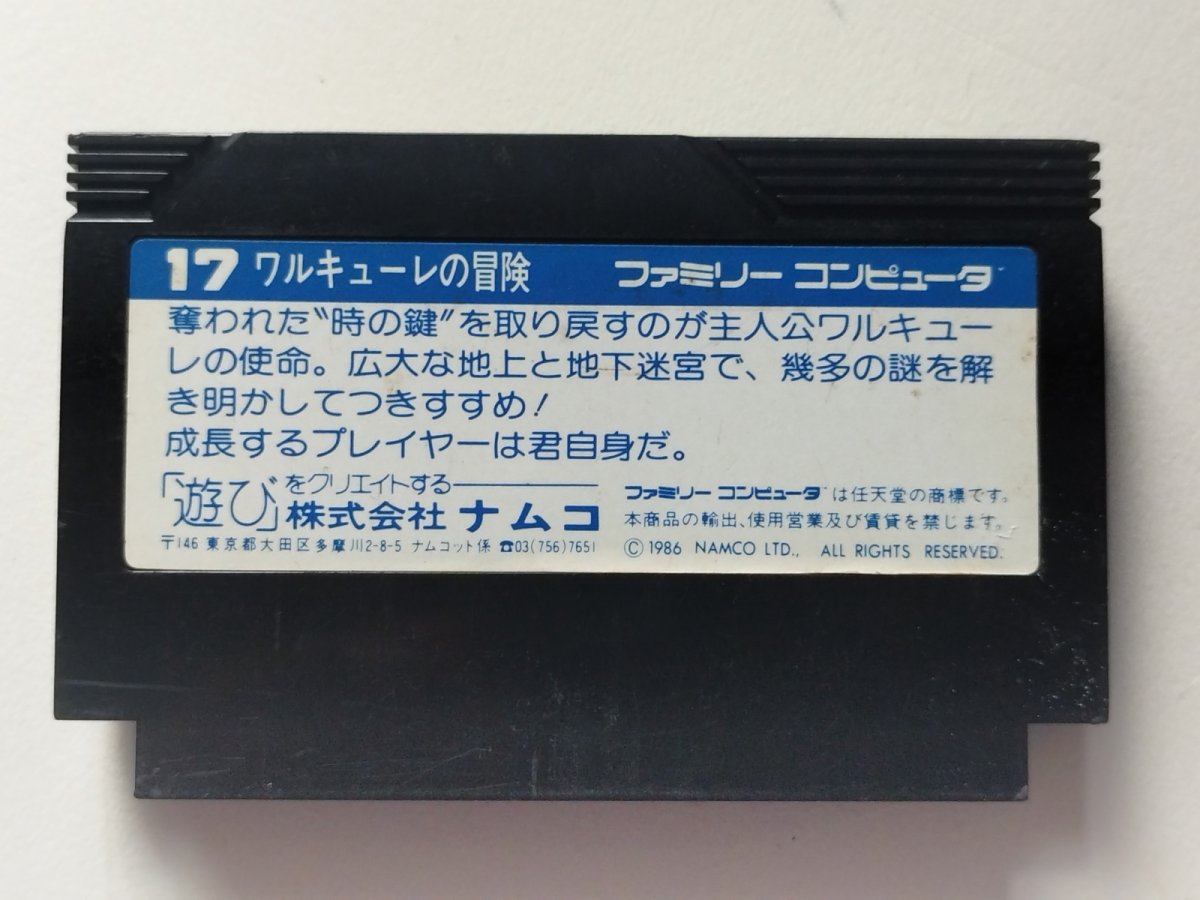 17 ワルキューレの冒険 ファミリー コンピュータ
奪われた"時の鍵"を取り戻すのが主人公ワルキュー
レの使命。広大な地上と地下迷宮で、幾多の謎を解
き明かしてつきすすめ!
成長するプレイヤーは君自身だ。
「遊び」をクリエイトする
株式会社 ナムコ
〒146 東京都大田区多摩川2-8-5 ナムコット係 ☎03(756)7651
ファミリー コンピュータは任天堂の商標です。
本商品の輸出、使用営業及び賃貸を禁じます。
© 1986 NAMCO LTD., ALL RIGHTS RESERVED.